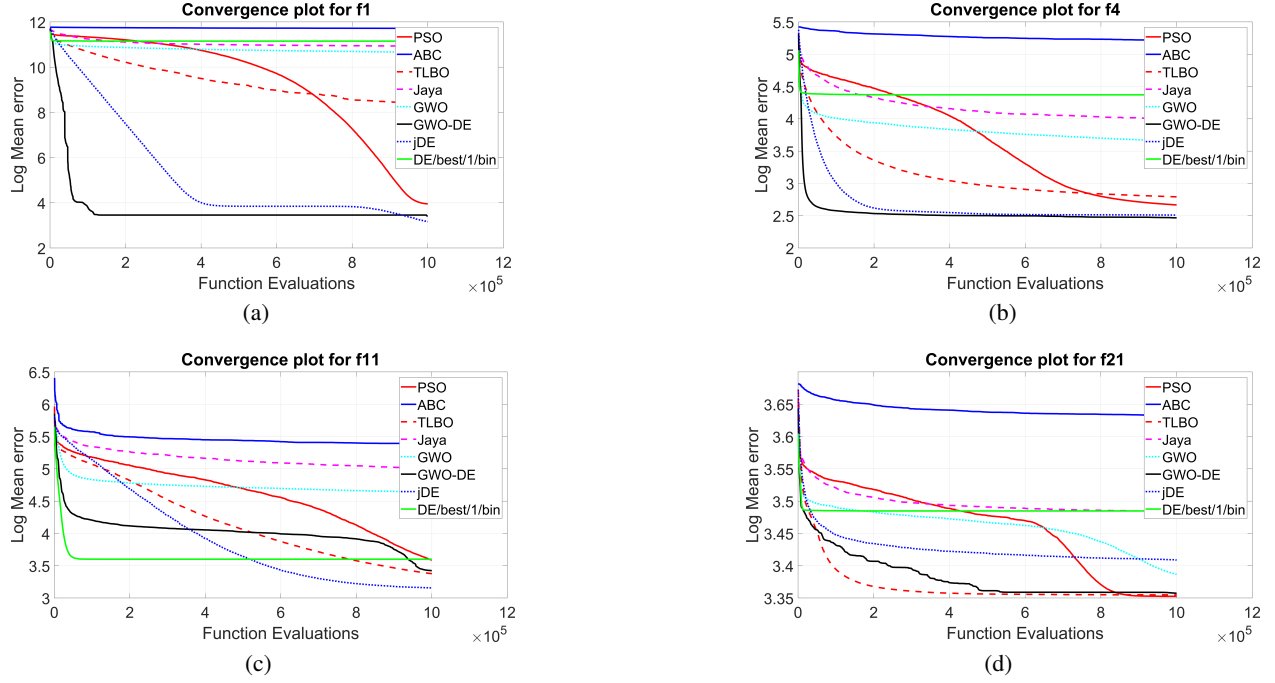 Convergence plot for f1
12
10
8
6
4
2
Log Mean error
0 2 4 6 8 10 12
Function Evaluations
×10⁵
PSO
ABC
TLBO
Jaya
GWO
GWO-DE
jDE
DE/best/1/bin
(a)
Convergence plot for f4
5.5
5
4.5
4
3.5
3
2.5
2
Log Mean error
0 2 4 6 8 10 12
Function Evaluations
×10⁵
PSO
ABC
TLBO
Jaya
GWO
GWO-DE
jDE
DE/best/1/bin
(b)
Convergence plot for f11
6.5
6
5.5
5
4.5
4
3.5
3
Log Mean error
0 2 4 6 8 10 12
Function Evaluations
×10⁵
PSO
ABC
TLBO
Jaya
GWO
GWO-DE
jDE
DE/best/1/bin
(c)
Convergence plot for f21
3.65
3.6
3.55
3.5
3.45
3.4
3.35
Log Mean error
0 2 4 6 8 10 12
Function Evaluations
×10⁵
PSO
ABC
TLBO
Jaya
GWO
GWO-DE
jDE
DE/best/1/bin
(d)